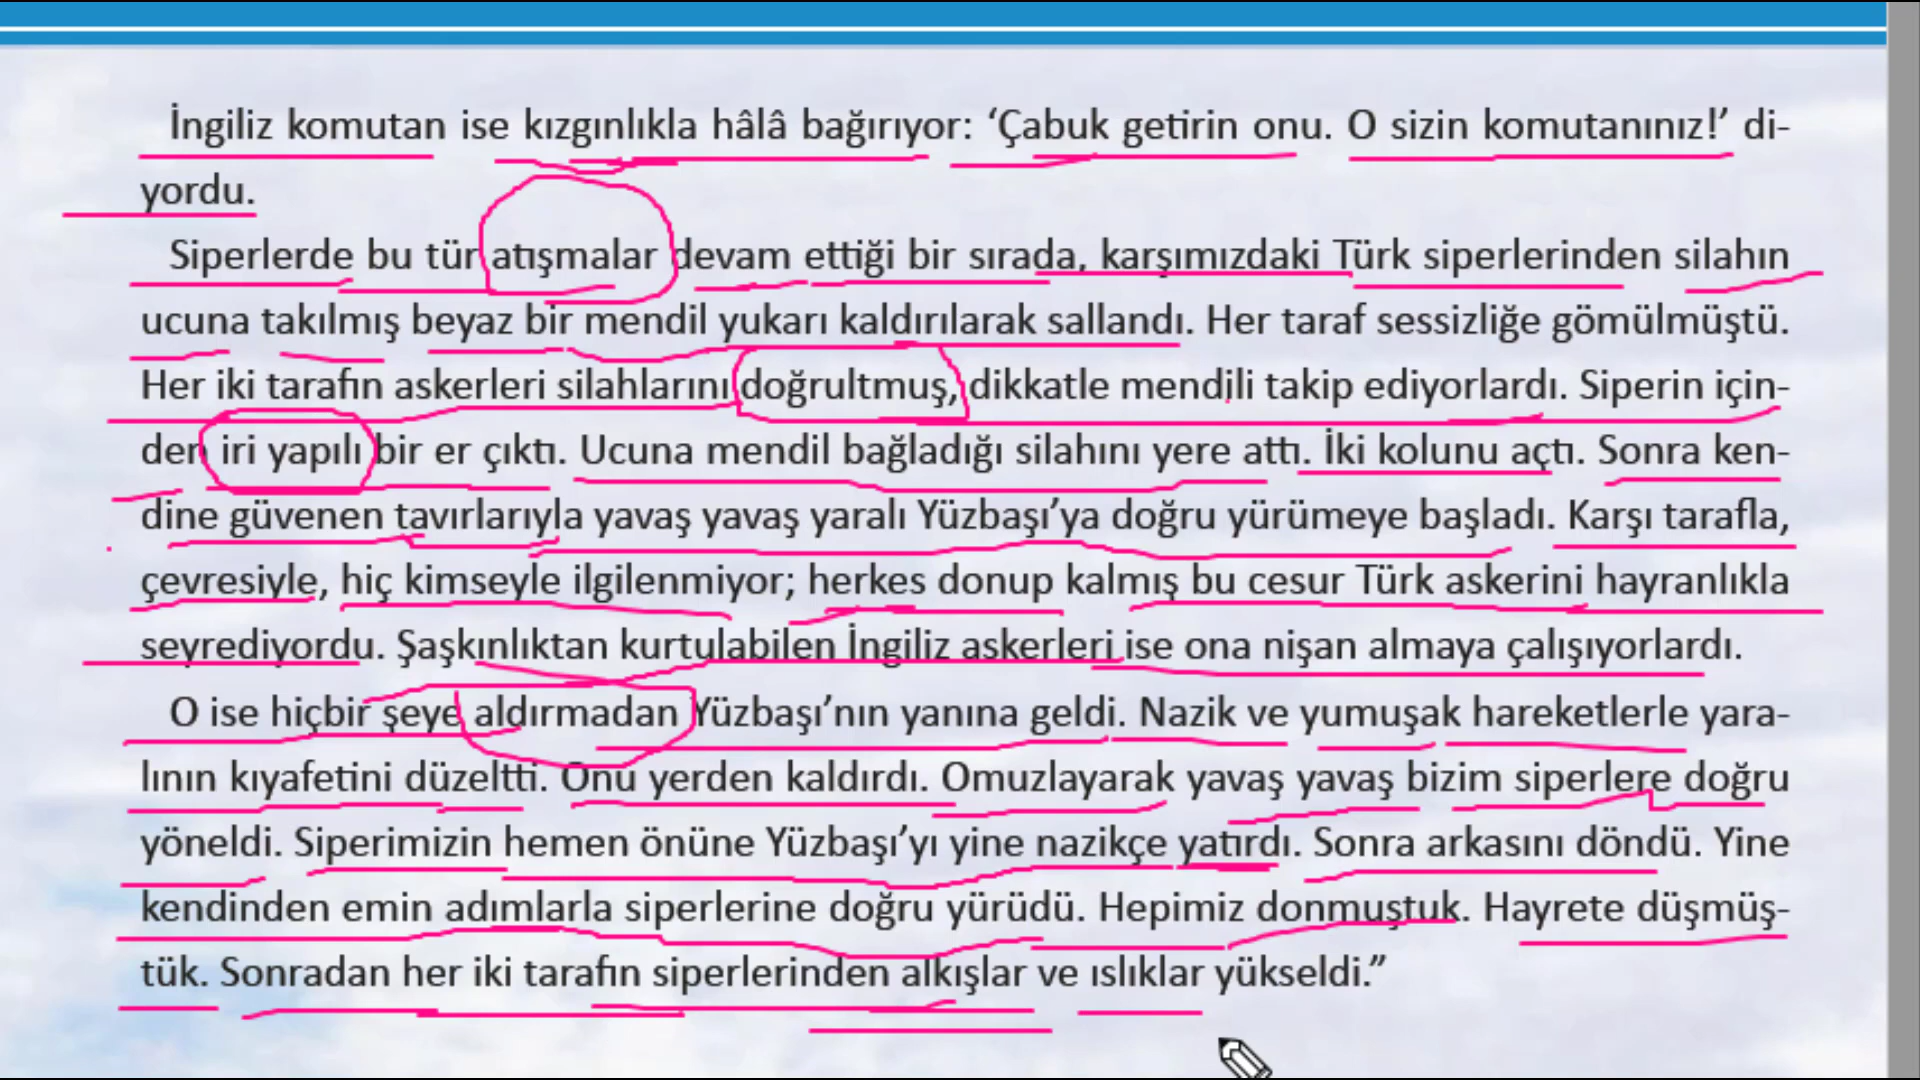 İngiliz komutan ise kızgınlıkla hâlâ bağırıyor: ‘Çabuk getirin onu. O sizin komutanınız!’ di-
yordu.
Siperlerde bu tür atışmalar devam ettiği bir sırada, karşımızdaki Türk siperlerinden silahın
ucuna takılmış beyaz bir mendil yukarı kaldırılarak sallandı. Her taraf sessizliğe gömülmüştü.
Her iki tarafın askerleri silahlarını doğrultmuş, dikkatle mendili takip ediyorlardı. Siperin için-
den iri yapılı bir er çıktı. Ucuna mendil bağladığı silahını yere attı. İki kolunu açtı. Sonra ken-
dine güvenen tavırlarıyla yavaş yavaş yaralı Yüzbaşı’ya doğru yürümeye başladı. Karşı tarafla,
çevresiyle, hiç kimseyle ilgilenmiyor; herkes donup kalmış bu cesur Türk askerini hayranlıkla
seyrediyordu. Şaşkınlıktan kurtulabilen İngiliz askerleri ise ona nişan almaya çalışıyorlardı.
O ise hiçbir şeye aldırmadan Yüzbaşı’nın yanına geldi. Nazik ve yumuşak hareketlerle yara-
lının kıyafetini düzeltti. Onu yerden kaldırdı. Omuzlayarak yavaş yavaş bizim siperlere doğru
yöneldi. Siperimizin hemen önüne Yüzbaşı’yı yine nazikçe yatırdı. Sonra arkasını döndü. Yine
kendinden emin adımlarla siperlerine doğru yürüdü. Hepimiz donmuştuk. Hayrete düşmüş-
tük. Sonradan her iki tarafın siperlerinden alkışlar ve ıslıklar yükseldi.”